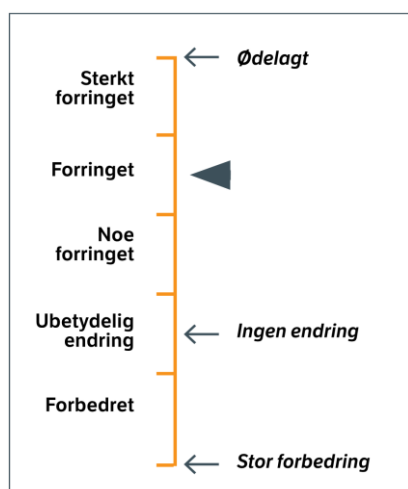 Ødelagt
Sterkt
forringet
Forringet
Noe
forringet
Ubetydelig
endring
Ingen endring
Forbedret
Stor forbedring